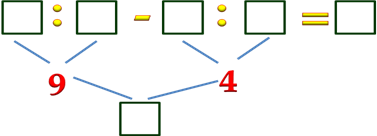 : - : =
9 4